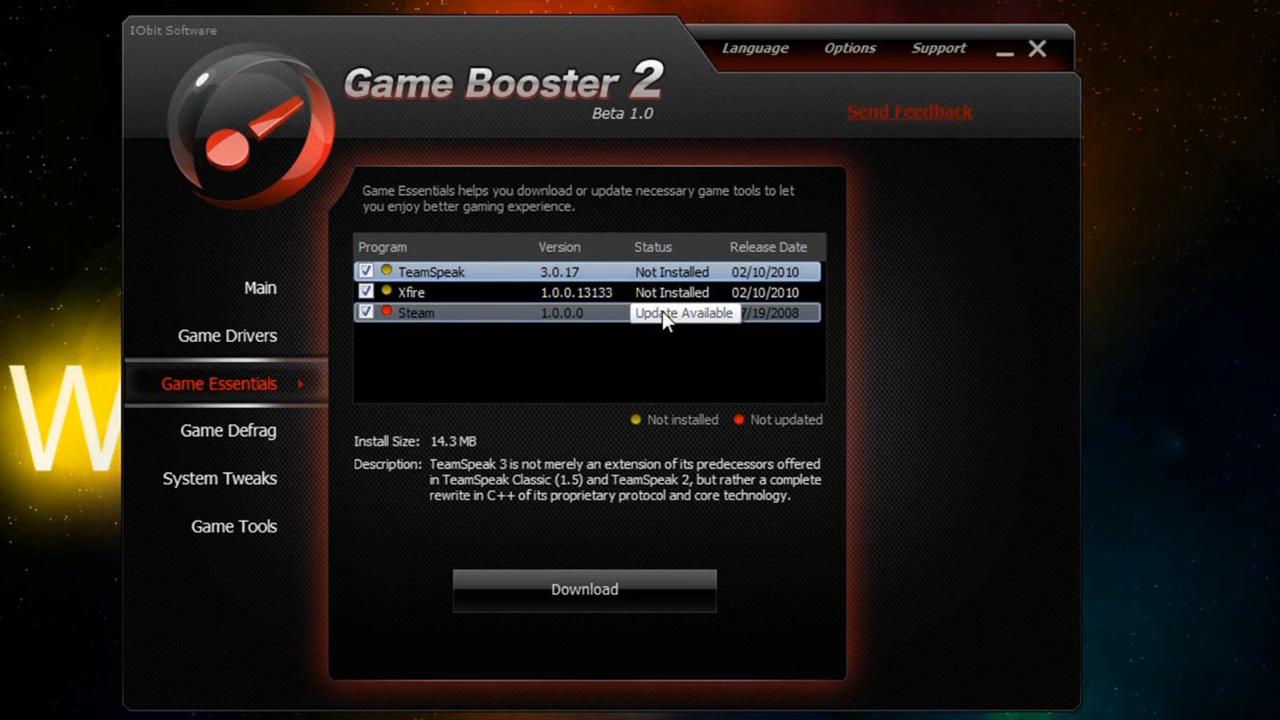 IObit Software
Language Options Support
Game Booster 2
Beta 1.0
Send Feedback
Game Essentials helps you download or update necessary game tools to let
you enjoy better gaming experience.
Program Version Status Release Date
TeamSpeak 3.0.17 Not Installed 02/10/2010
Xfire 1.0.0.13133 Not Installed 02/10/2010
Steam 1.0.0.0 Update Available 7/19/2008
Main
Game Drivers
Game Essentials
Game Defrag
System Tweaks
Game Tools
W
Not installed Not updated
Install Size: 14.3 MB
Description: TeamSpeak 3 is not merely an extension of its predecessors offered
in TeamSpeak Classic (1.5) and TeamSpeak 2, but rather a complete
rewrite in C++ of its proprietary protocol and core technology.
Download